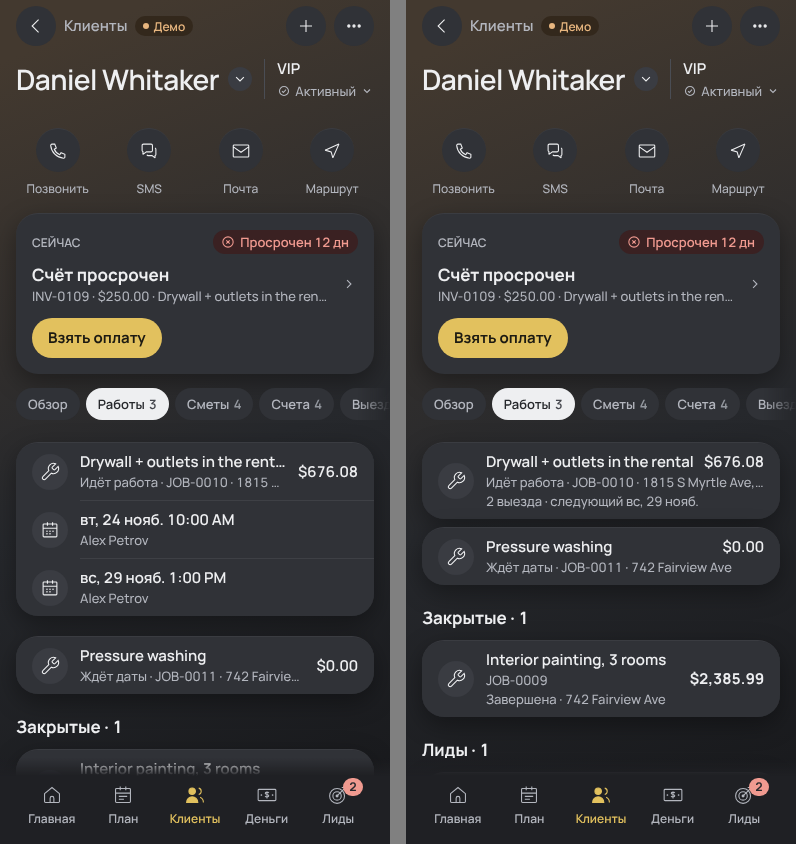 Клиенты Демо
Daniel Whitaker
VIP
Активный
Позвонить SMS Почта Маршрут
СЕЙЧАС Просрочен 12 дн
Счёт просрочен
INV-0109 · $250.00 · Drywall + outlets in the ren…
Взять оплату
Обзор Работы 3 Сметы 4 Счета 4 Выез
Drywall + outlets in the rent… $676.08
Идёт работа · JOB-0010 · 1815 …
вт, 24 нояб. 10:00 AM
Alex Petrov
вс, 29 нояб. 1:00 PM
Alex Petrov
Pressure washing $0.00
Ждёт даты · JOB-0011 · 742 Fairvie…
Закрытые · 1
Interior painting, 3 rooms
Главная План Клиенты Деньги Лиды 2
Клиенты Демо
Daniel Whitaker
VIP
Активный
Позвонить SMS Почта Маршрут
СЕЙЧАС Просрочен 12 дн
Счёт просрочен
INV-0109 · $250.00 · Drywall + outlets in the ren…
Взять оплату
Обзор Работы 3 Сметы 4 Счета 4 Выез
Drywall + outlets in the rental $676.08
Идёт работа · JOB-0010 · 1815 S Myrtle Ave,…
2 выезда · следующий вс, 29 нояб.
Pressure washing $0.00
Ждёт даты · JOB-0011 · 742 Fairview Ave
Закрытые · 1
Interior painting, 3 rooms
JOB-0009 $2,385.99
Завершена · 742 Fairview Ave
Лиды · 1
Главная План Клиенты Деньги Лиды 2